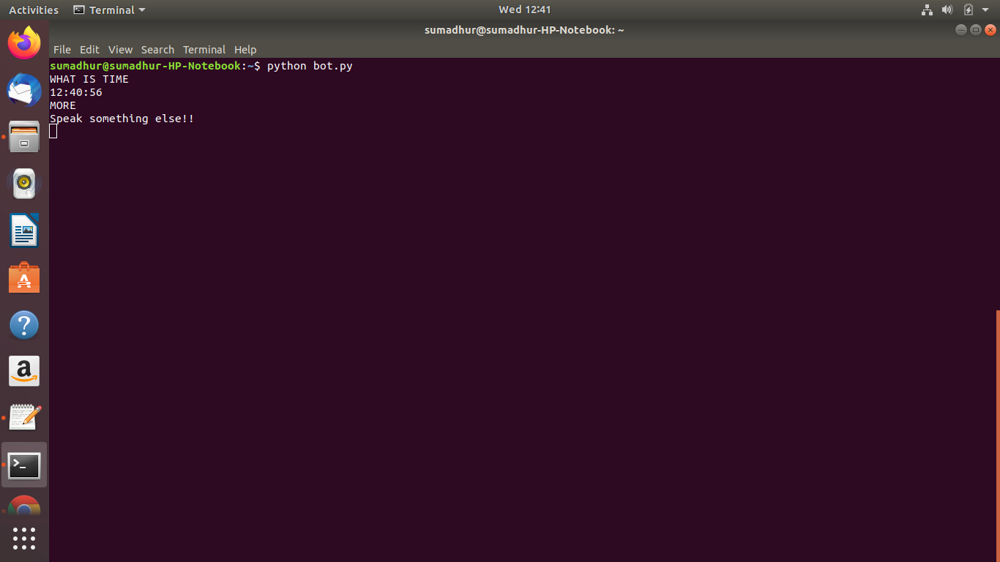 Activities Terminal Wed 12:41
sumadhur@sumadhur-HP-Notebook: ~
File Edit View Search Terminal Help
sumadhur@sumadhur-HP-Notebook:~$ python bot.py
WHAT IS TIME
12:40:56
MORE
Speak something else!!